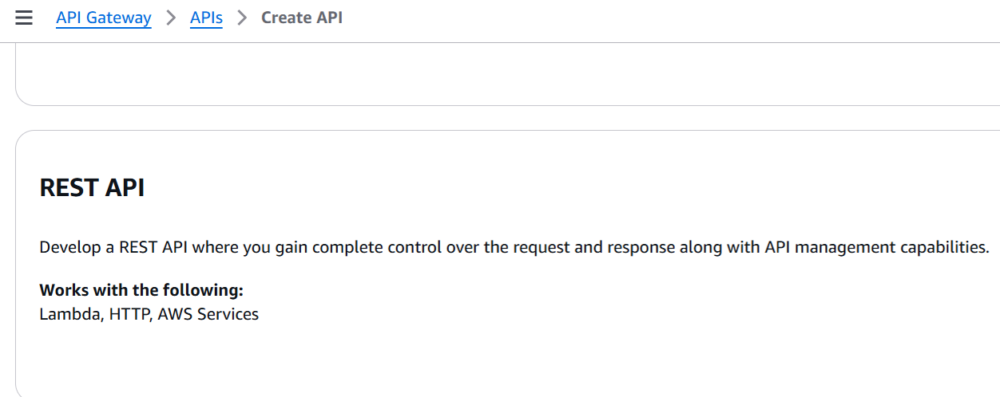 API Gateway > APIs > Create API
REST API
Develop a REST API where you gain complete control over the request and response along with API management capabilities.
Works with the following:
Lambda, HTTP, AWS Services